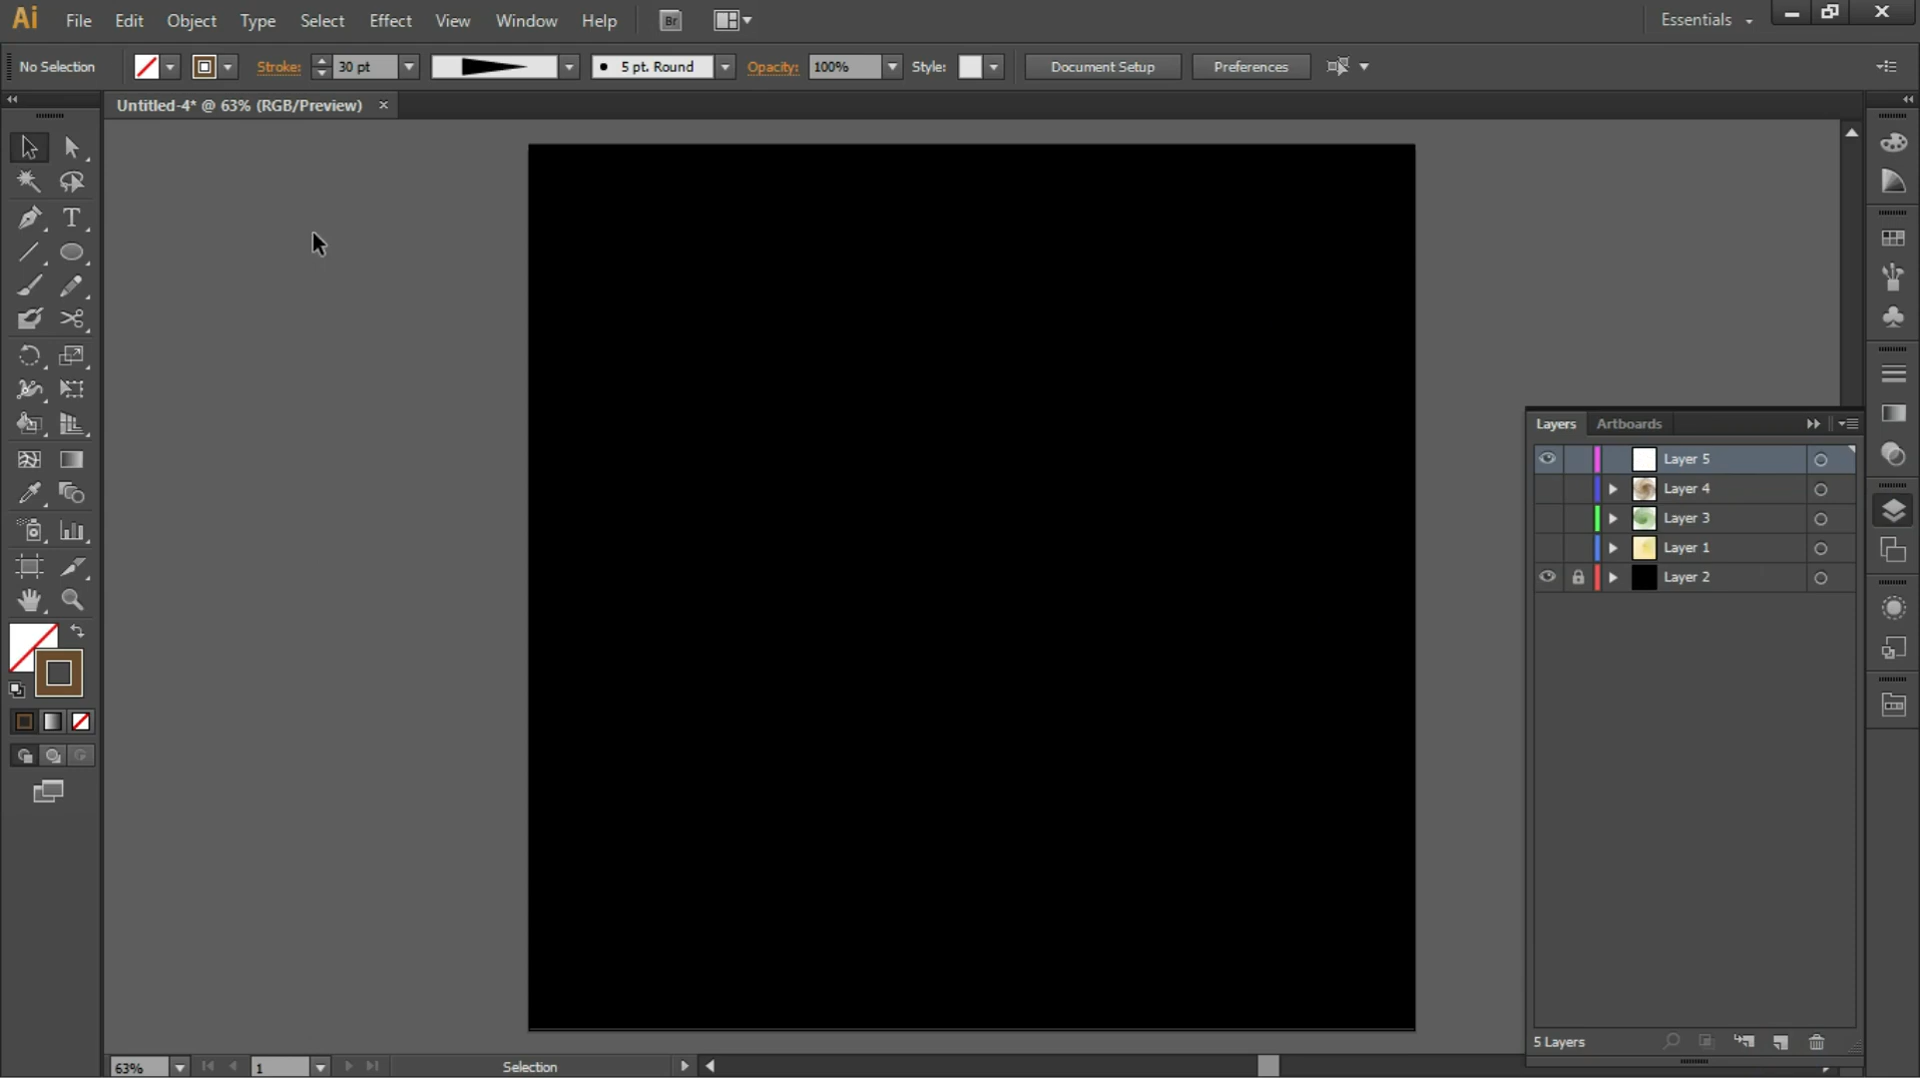 Ai File Edit Object Type Select Effect View Window Help Br Essentials
No Selection Stroke: 30 pt 5 pt. Round Opacity: 100% Style: Document Setup Preferences
Untitled-4* @ 63% (RGB/Preview)
T
Layers Artboards
Layer 5
Layer 4
Layer 3
Layer 1
Layer 2
5 Layers
63% 1 Selection